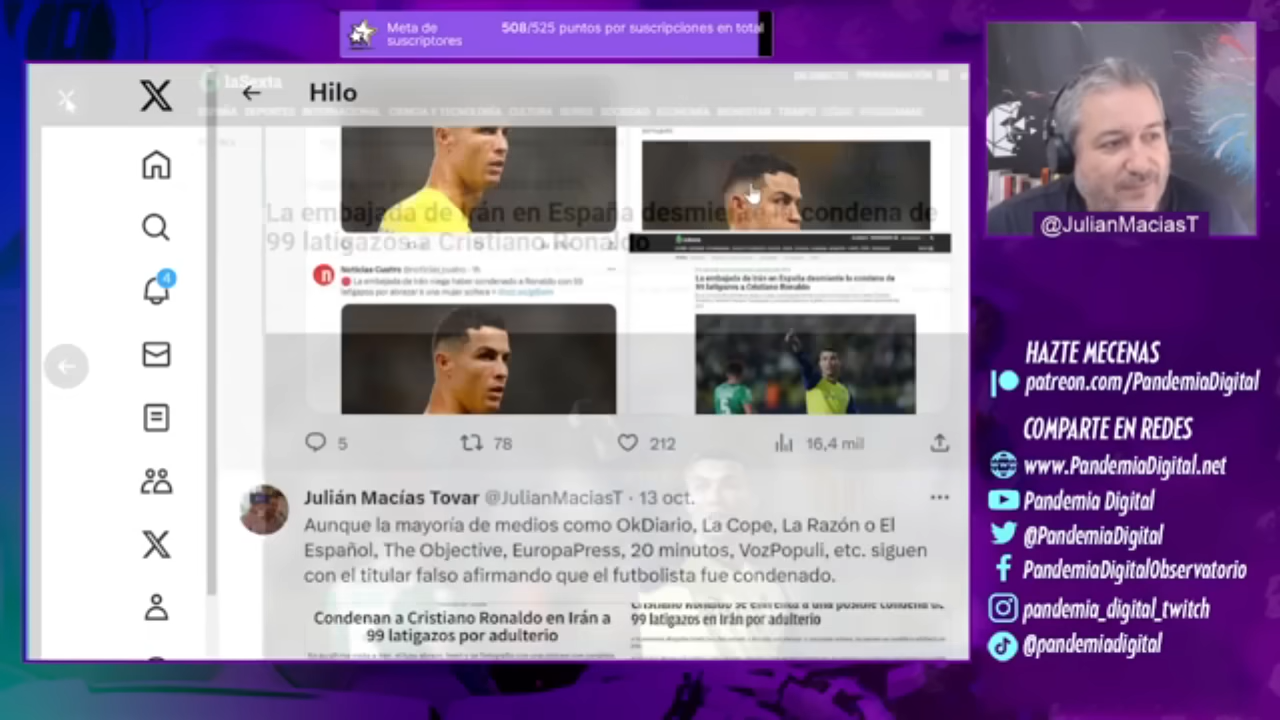 Meta de
suscriptores
508/525 puntos por suscripciones en total
laSexta
Hilo
La embajada de Irán en España desmiente la condena de
99 latigazos a Cristiano Ronaldo
Noticias Cuatro
La embajada de Irán niega haber condenado a Ronaldo con 99
latigazos por abrazar a una mujer soltera
La embajada de Irán en España desmiente la condena de
99 latigazos a Cristiano Ronaldo
4
5
78
212
16,4 mil
Julián Macías Tovar @JulianMaciasT · 13 oct.
Aunque la mayoría de medios como OkDiario, La Cope, La Razón o El
Español, The Objective, EuropaPress, 20 minutos, VozPopuli, etc. siguen
con el titular falso afirmando que el futbolista fue condenado.
Condenan a Cristiano Ronaldo en Irán a
99 latigazos por adulterio
Cristiano Ronaldo se enfrenta a una posible condena de
99 latigazos en Irán por adulterio
@JulianMaciasT
HAZTE MECENAS
patreon.com/PandemiaDigital
COMPARTE EN REDES
www.PandemiaDigital.net
Pandemia Digital
@PandemiaDigital
PandemiaDigitalObservatorio
pandemia_digital_twitch
@pandemiadigital